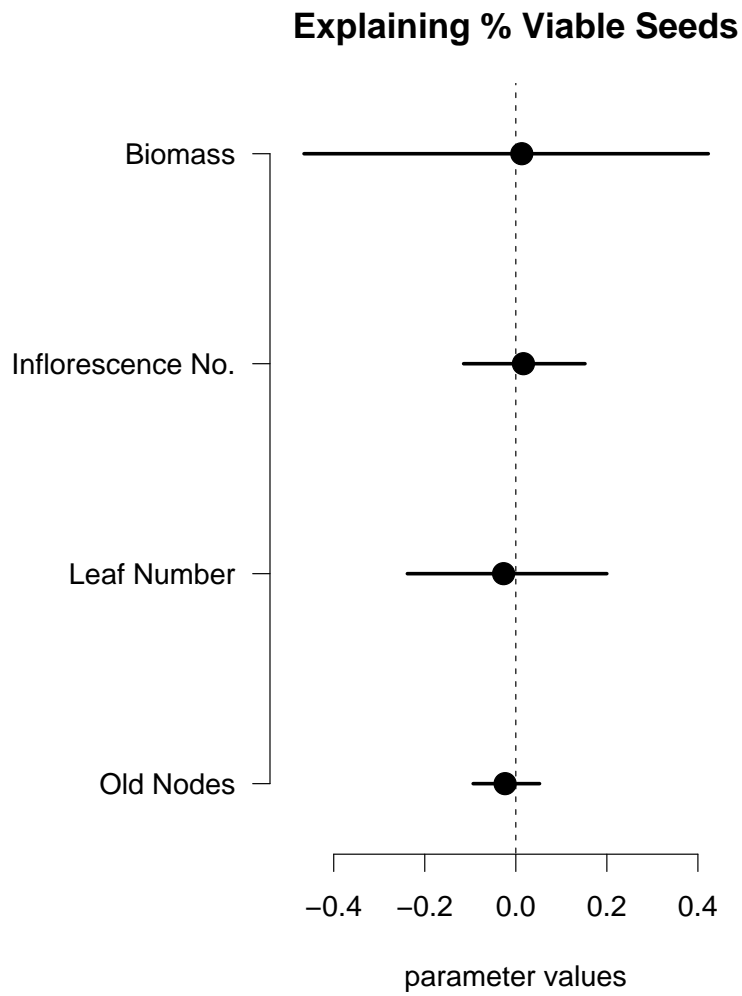 Explaining % Viable Seeds
Biomass
Inflorescence No.
Leaf Number
Old Nodes
−0.4 −0.2 0.0 0.2 0.4
parameter values